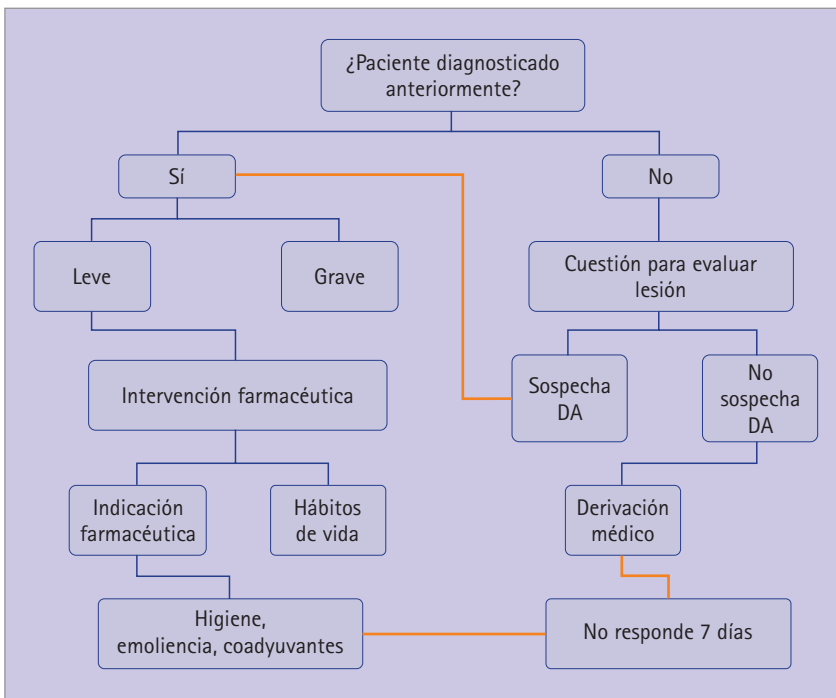 ¿Paciente diagnosticado
anteriormente?
Sí
No
Leve
Grave
Cuestión para evaluar
lesión
Intervención farmacéutica
Sospecha
DA
No
sospecha
DA
Indicación
farmacéutica
Hábitos
de vida
Derivación
médico
Higiene,
emoliencia, coadyuvantes
No responde 7 días